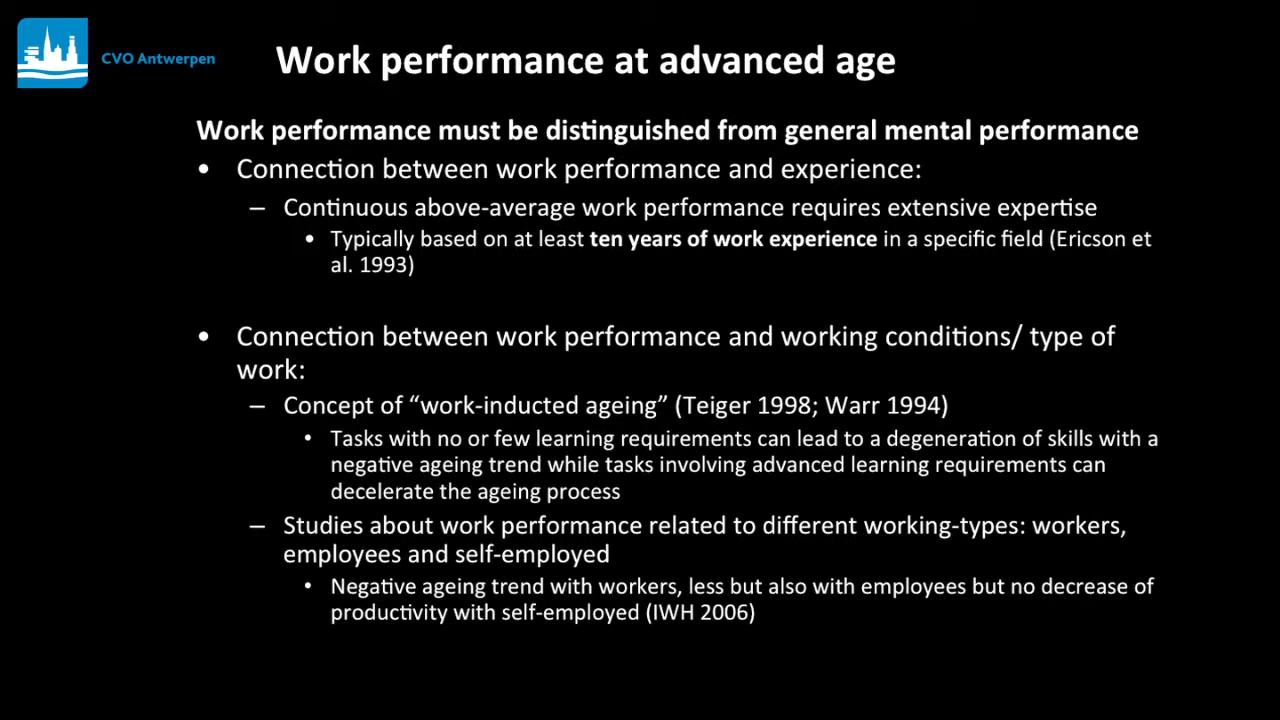 CVO Antwerpen
Work performance at advanced age
Work performance must be distinguished from general mental performance
• Connection between work performance and experience:
– Continuous above-average work performance requires extensive expertise
• Typically based on at least ten years of work experience in a specific field (Ericson et
al. 1993)
• Connection between work performance and working conditions/ type of
work:
– Concept of “work-inducted ageing” (Teiger 1998; Warr 1994)
• Tasks with no or few learning requirements can lead to a degeneration of skills with a
negative ageing trend while tasks involving advanced learning requirements can
decelerate the ageing process
– Studies about work performance related to different working-types: workers,
employees and self-employed
• Negative ageing trend with workers, less but also with employees but no decrease of
productivity with self-employed (IWH 2006)